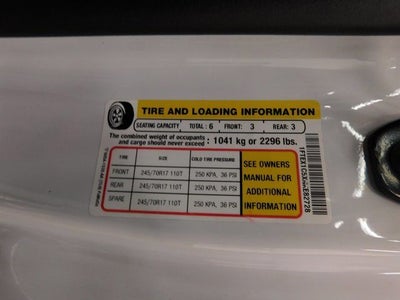 TIRE AND LOADING INFORMATION
SEATING CAPACITY TOTAL : 6 FRONT: 3 REAR: 3
The combined weight of occupants
and cargo should never exceed : 1041 kg or 2296 lbs.
TIRE SIZE COLD TIRE PRESSURE
FRONT 245/70R17 110T 250 KPA, 36 PSI
REAR 245/70R17 110T 250 KPA, 36 PSI
SPARE 245/70R17 110T 250 KPA, 36 PSI
SEE OWNERS
MANUAL FOR
ADDITIONAL
INFORMATION